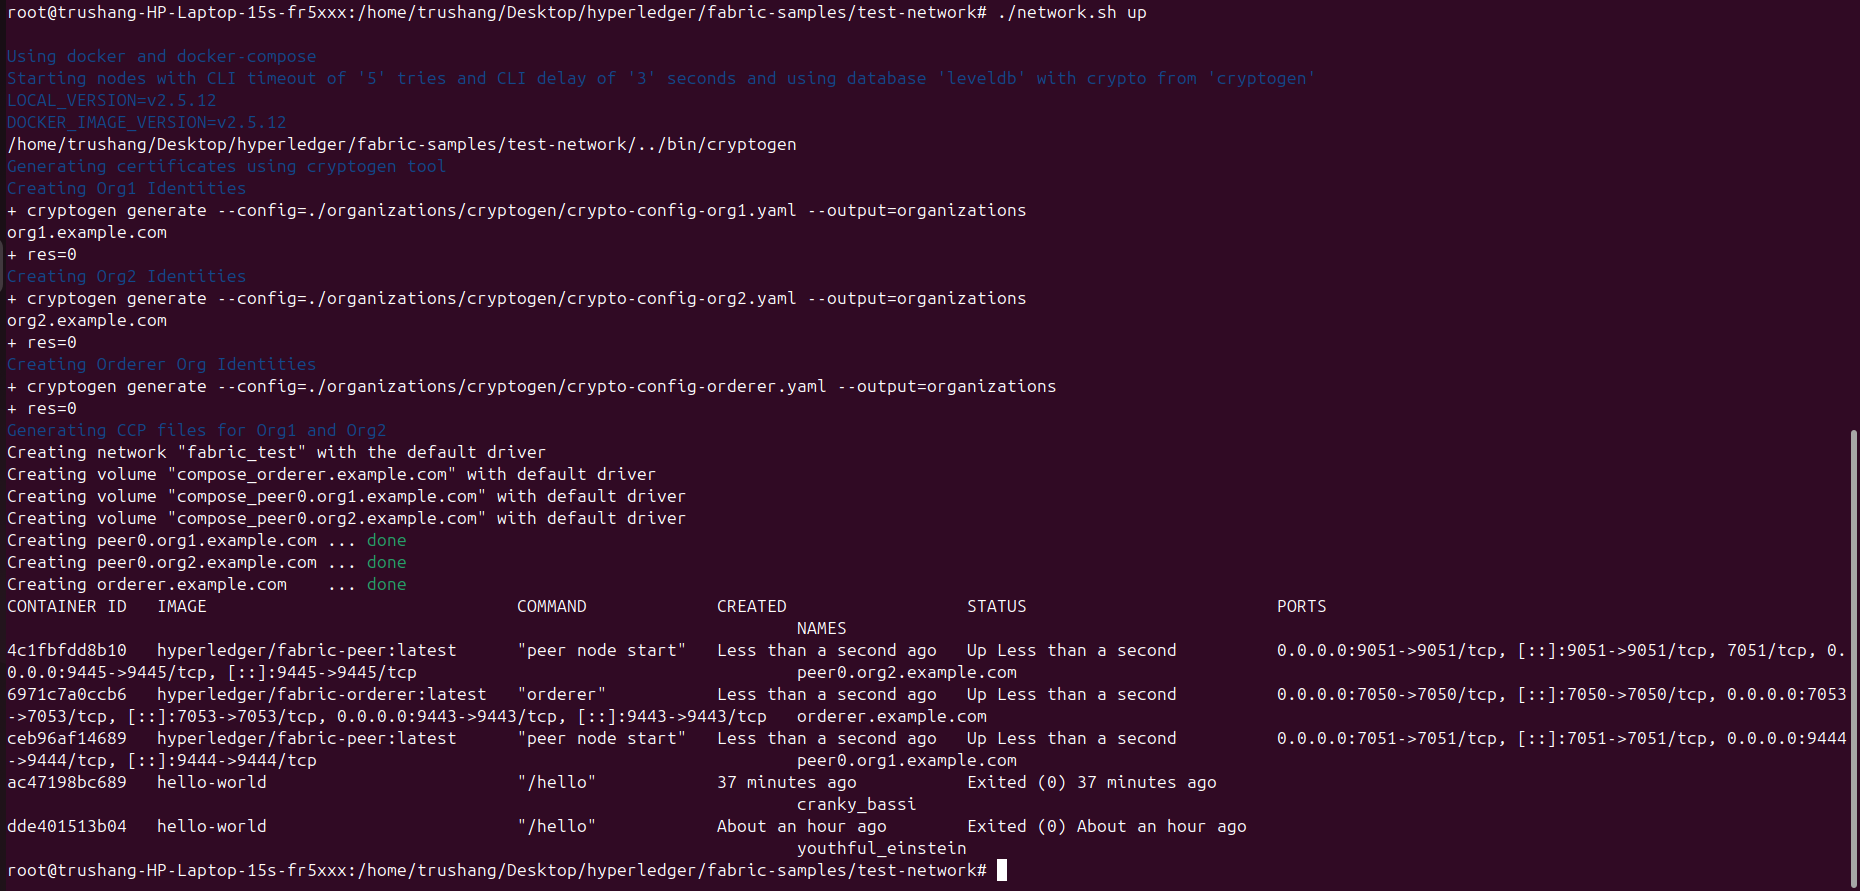 root@trushang-HP-Laptop-15s-fr5xxx:/home/trushang/Desktop/hyperledger/fabric-samples/test-network# ./network.sh up
Using docker and docker-compose
Starting nodes with CLI timeout of '5' tries and CLI delay of '3' seconds and using database 'leveldb' with crypto from 'cryptogen'
LOCAL_VERSION=v2.5.12
DOCKER_IMAGE_VERSION=v2.5.12
/home/trushang/Desktop/hyperledger/fabric-samples/test-network/../bin/cryptogen
Generating certificates using cryptogen tool
Creating Org1 Identities
+ cryptogen generate --config=./organizations/cryptogen/crypto-config-org1.yaml --output=organizations
org1.example.com
+ res=0
Creating Org2 Identities
+ cryptogen generate --config=./organizations/cryptogen/crypto-config-org2.yaml --output=organizations
org2.example.com
+ res=0
Creating Orderer Org Identities
+ cryptogen generate --config=./organizations/cryptogen/crypto-config-orderer.yaml --output=organizations
+ res=0
Generating CCP files for Org1 and Org2
Creating network "fabric_test" with the default driver
Creating volume "compose_orderer.example.com" with default driver
Creating volume "compose_peer0.org1.example.com" with default driver
Creating volume "compose_peer0.org2.example.com" with default driver
Creating peer0.org1.example.com ... done
Creating peer0.org2.example.com ... done
Creating orderer.example.com    ... done
CONTAINER ID   IMAGE                               COMMAND             CREATED                  STATUS                         PORTS
                                                                               NAMES
4c1fbfdd8b10   hyperledger/fabric-peer:latest      "peer node start"   Less than a second ago   Up Less than a second          0.0.0.0:9051->9051/tcp, [::]:9051->9051/tcp, 7051/tcp, 0.
0.0.0:9445->9445/tcp, [::]:9445->9445/tcp                                      peer0.org2.example.com
6971c7a0ccb6   hyperledger/fabric-orderer:latest   "orderer"           Less than a second ago   Up Less than a second          0.0.0.0:7050->7050/tcp, [::]:7050->7050/tcp, 0.0.0.0:7053
->7053/tcp, [::]:7053->7053/tcp, 0.0.0.0:9443->9443/tcp, [::]:9443->9443/tcp   orderer.example.com
ceb96af14689   hyperledger/fabric-peer:latest      "peer node start"   Less than a second ago   Up Less than a second          0.0.0.0:7051->7051/tcp, [::]:7051->7051/tcp, 0.0.0.0:9444
->9444/tcp, [::]:9444->9444/tcp                                                peer0.org1.example.com
ac47198bc689   hello-world                         "/hello"            37 minutes ago           Exited (0) 37 minutes ago
                                                                               cranky_bassi
dde401513b04   hello-world                         "/hello"            About an hour ago        Exited (0) About an hour ago
                                                                               youthful_einstein
root@trushang-HP-Laptop-15s-fr5xxx:/home/trushang/Desktop/hyperledger/fabric-samples/test-network#